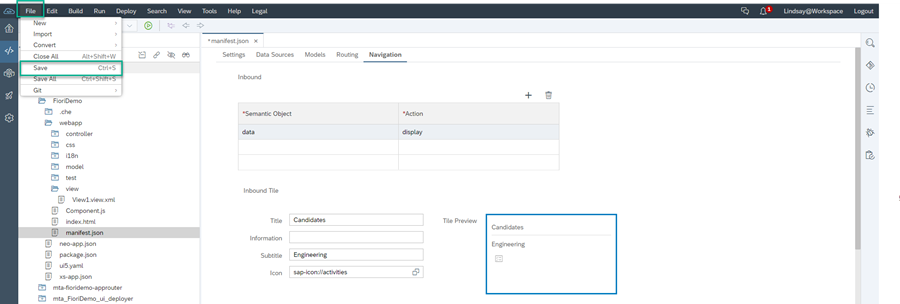 File Edit Build Run Deploy Search View Tools Help Legal
1 Lindsay@Workspace Logout
New
Import
Convert
Close All Alt+Shift+W
Save Ctrl+S
Save All Ctrl+Shift+S
Git
FioriDemo
.che
webapp
controller
css
i18n
model
test
view
View1.view.xml
Component.js
index.html
manifest.json
neo-app.json
package.json
ui5.yaml
xs-app.json
mta-fioridemo-approuter
mta_FioriDemo_ui_deployer
*manifest.json ×
Settings Data Sources Models Routing Navigation
Inbound
*Semantic Object *Action
data display
Inbound Tile
Title Candidates
Information
Subtitle Engineering
Icon sap-icon://activities
Tile Preview
Candidates
Engineering